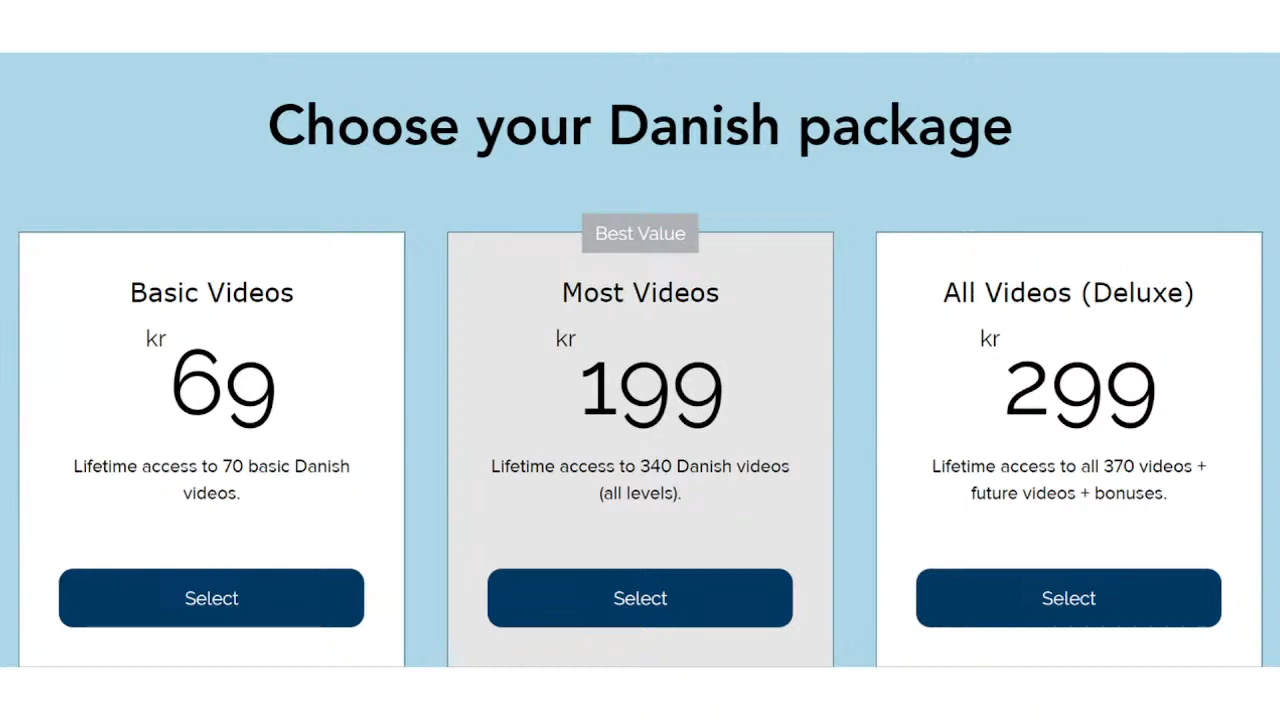 Choose your Danish package
Basic Videos
kr
69
Lifetime access to 70 basic Danish
videos.
Select
Best Value
Most Videos
kr
199
Lifetime access to 340 Danish videos
(all levels).
Select
All Videos (Deluxe)
kr
299
Lifetime access to all 370 videos +
future videos + bonuses.
Select